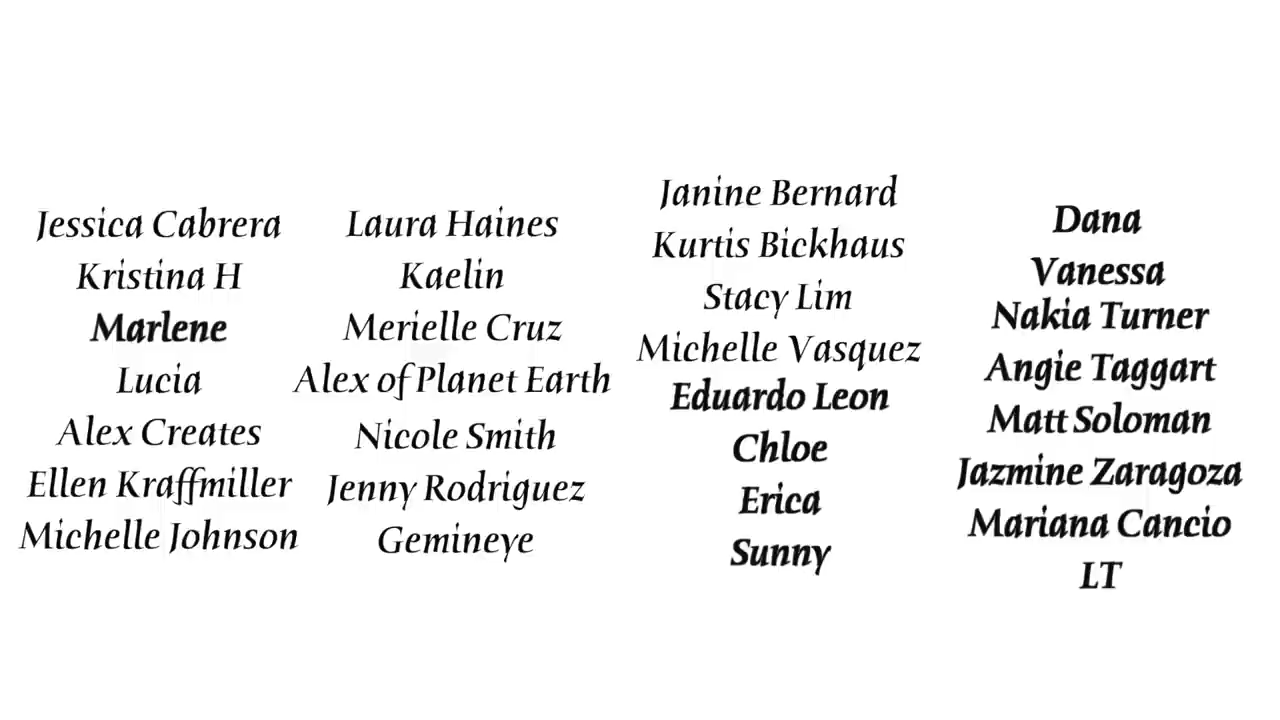 Jessica Cabrera
Kristina H
Marlene
Lucia
Alex Creates
Ellen Kraffmiller
Michelle Johnson
Laura Haines
Kaelin
Merielle Cruz
Alex of Planet Earth
Nicole Smith
Jenny Rodriguez
Gemineye
Janine Bernard
Kurtis Bickhaus
Stacy Lim
Michelle Vasquez
Eduardo Leon
Chloe
Erica
Sunny
Dana
Vanessa
Nakia Turner
Angie Taggart
Matt Soloman
Jazmine Zaragoza
Mariana Cancio
LT